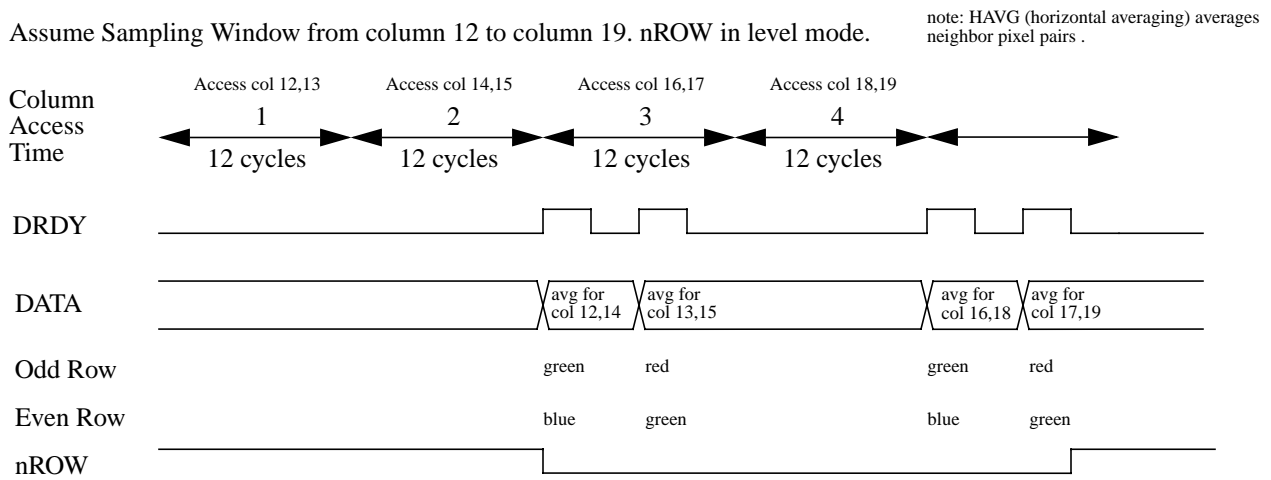 Assume Sampling Window from column 12 to column 19. nROW in level mode.
note: HAVG (horizontal averaging) averages
neighbor pixel pairs .
Column
Access
Time
Access col 12,13
1
12 cycles
Access col 14,15
2
12 cycles
Access col 16,17
3
12 cycles
Access col 18,19
4
12 cycles
DRDY
DATA
avg for
col 12,14
avg for
col 13,15
avg for
col 16,18
avg for
col 17,19
Odd Row
green
red
green
red
Even Row
blue
green
blue
green
nROW